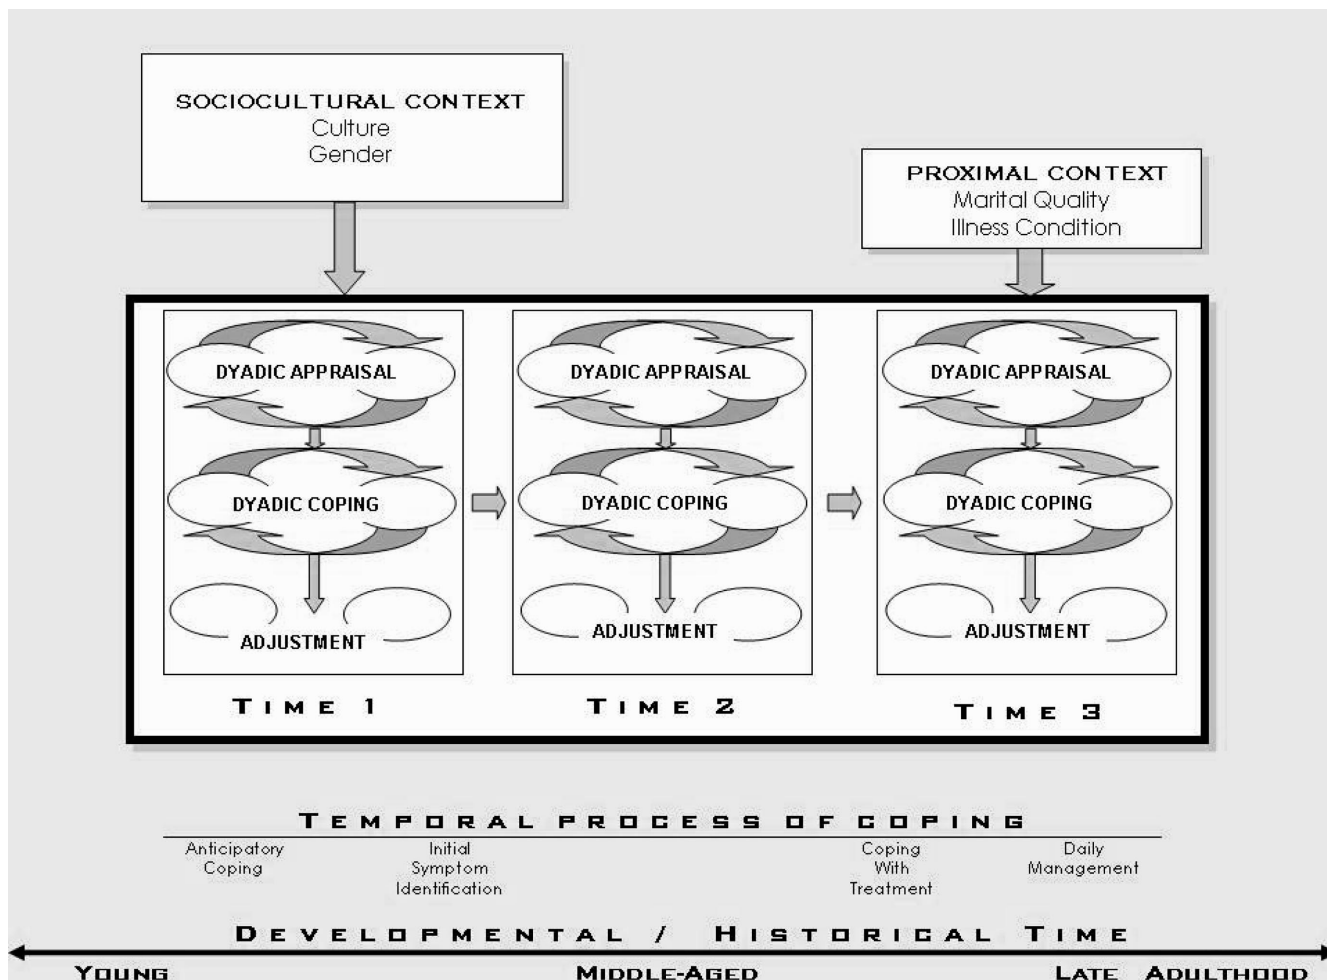 SOCIOCULTURAL CONTEXT
Culture
Gender
PROXIMAL CONTEXT
Marital Quality
Illness Condition
DYADIC APPRAISAL
DYADIC COPING
ADJUSTMENT
TIME 1
DYADIC APPRAISAL
DYADIC COPING
ADJUSTMENT
TIME 2
DYADIC APPRAISAL
DYADIC COPING
ADJUSTMENT
TIME 3
TEMPORAL PROCESS OF COPING
Anticipatory
Coping
Initial
Symptom
Identification
Coping
With
Treatment
Daily
Management
DEVELOPMENTAL / HISTORICAL TIME
YOUNG
MIDDLE-AGED
LATE ADULTHOOD